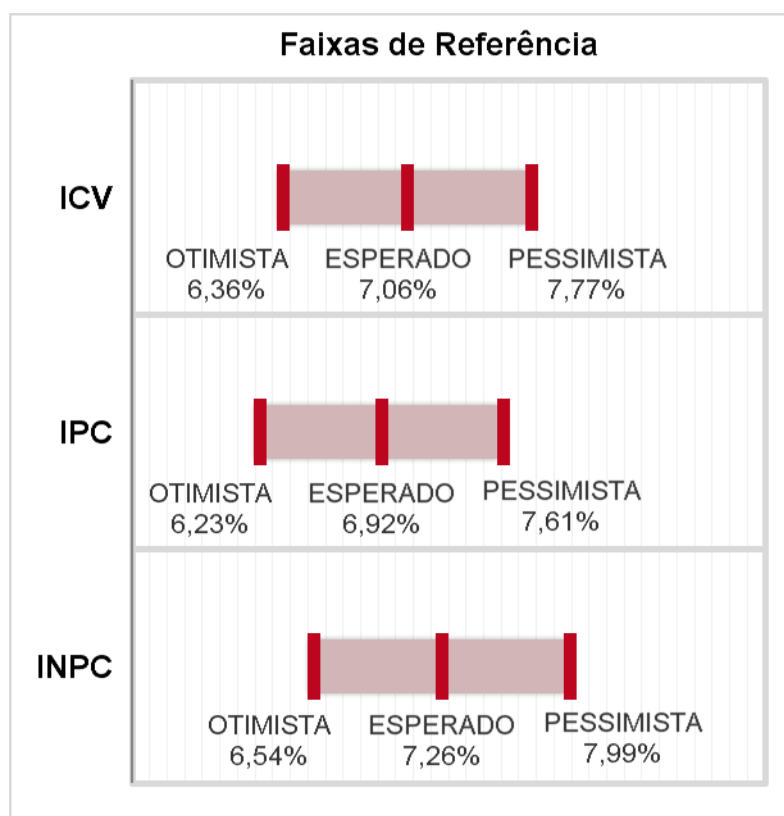 Faixas de Referência
ICV
OTIMISTA ESPERADO PESSIMISTA
6,36% 7,06% 7,77%
IPC
OTIMISTA ESPERADO PESSIMISTA
6,23% 6,92% 7,61%
INPC
OTIMISTA ESPERADO PESSIMISTA
6,54% 7,26% 7,99%